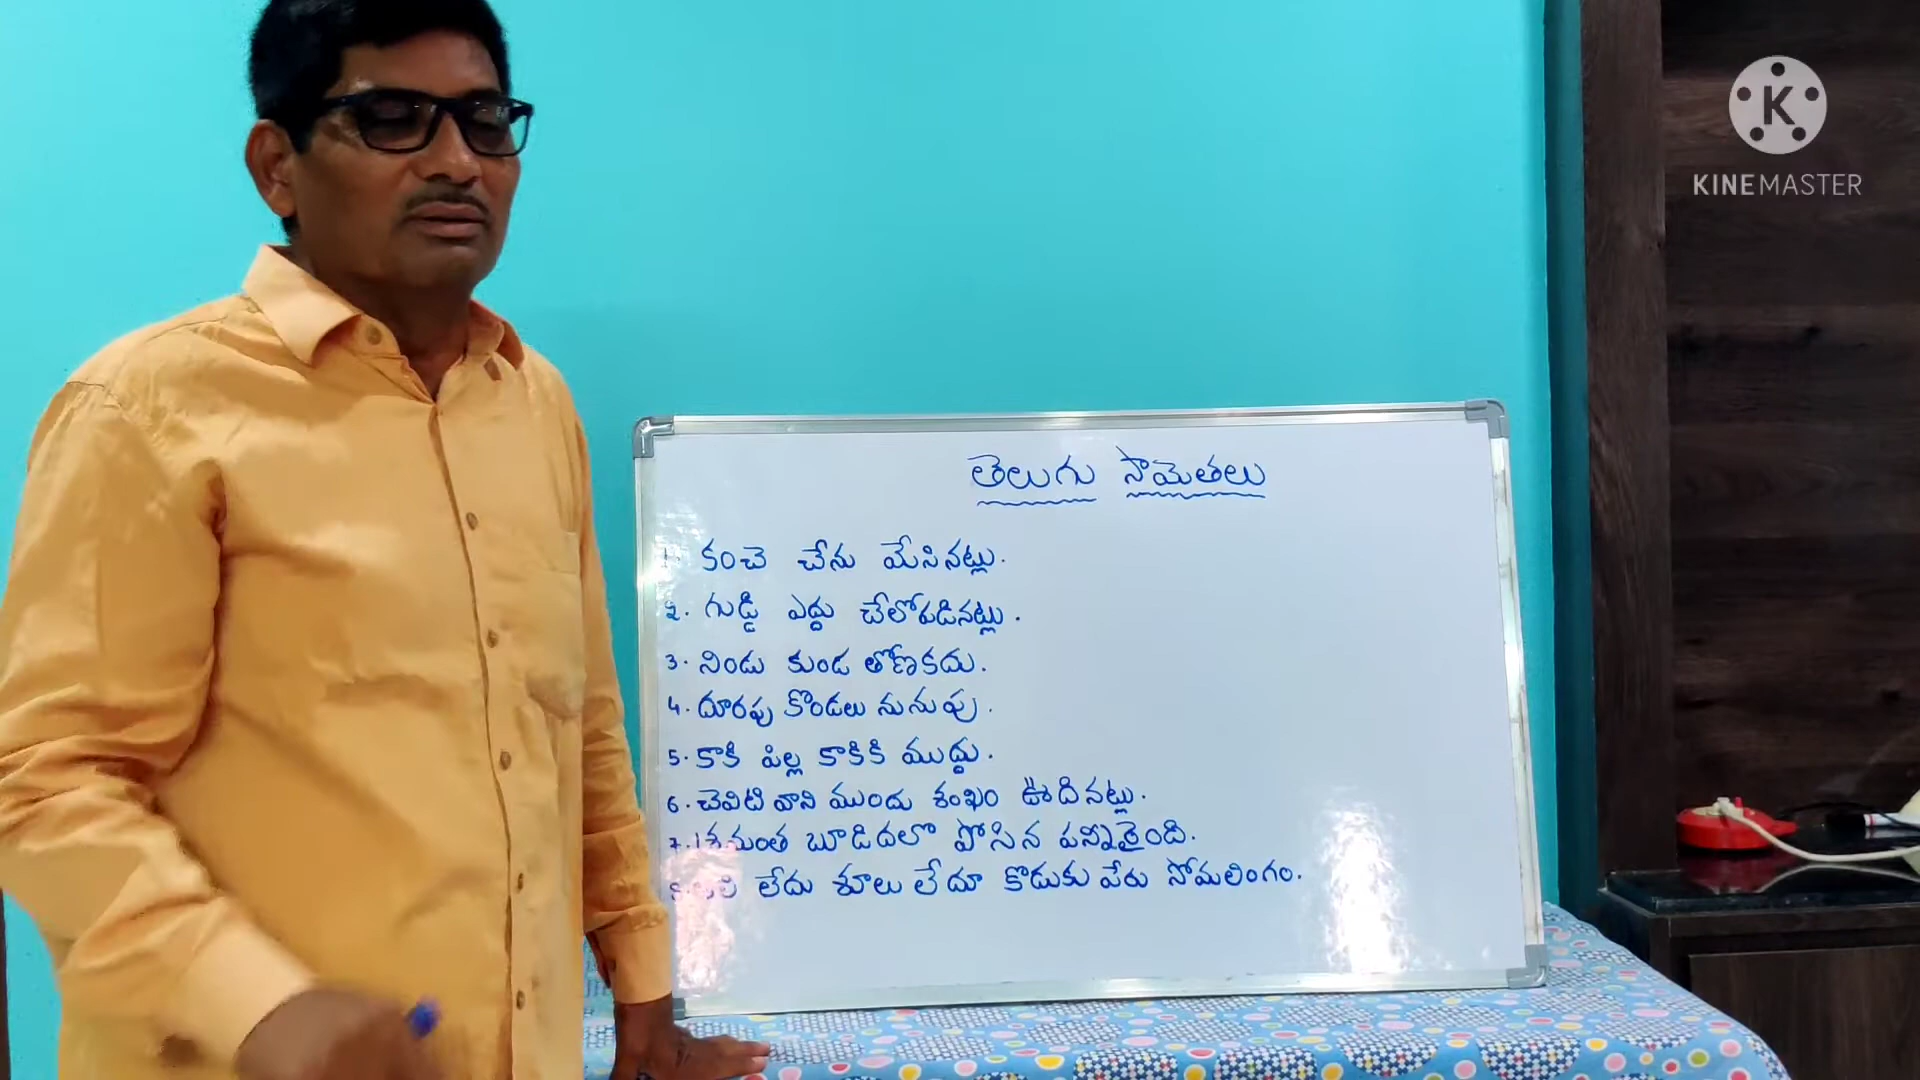 KINEMASTER
తెలుగు సామెతలు
1. కంచె చేను మేసినట్లు.
2. గుడ్డి ఎద్దు చేలోపడినట్లు.
3. నిండు కుండ తొణకదు.
4. దూరపు కొండలు నునుపు.
5. కాకి పిల్ల కాకికి ముద్దు.
6. చెవిటి వాని ముందు శంఖం ఊదినట్లు.
7. శ్రమంత బూడిదలో పోసిన పన్నీరైంది.
లేదు శూలు లేదూ కొడుకు పేరు సోమలింగం.